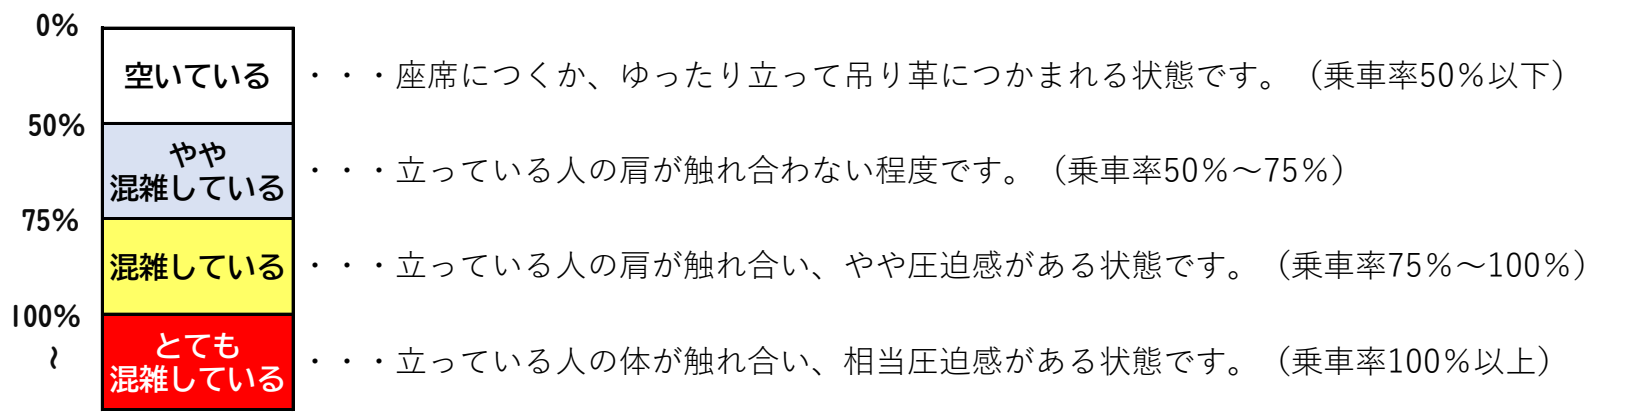 0%
空いている ・・・座席につくか、ゆったり立って吊り革につかまれる状態です。（乗車率50％以下）
50%
やや
混雑している ・・・立っている人の肩が触れ合わない程度です。（乗車率50％～75％）
75%
混雑している ・・・立っている人の肩が触れ合い、やや圧迫感がある状態です。（乗車率75％～100％）
100%
～
とても
混雑している ・・・立っている人の体が触れ合い、相当圧迫感がある状態です。（乗車率100％以上）